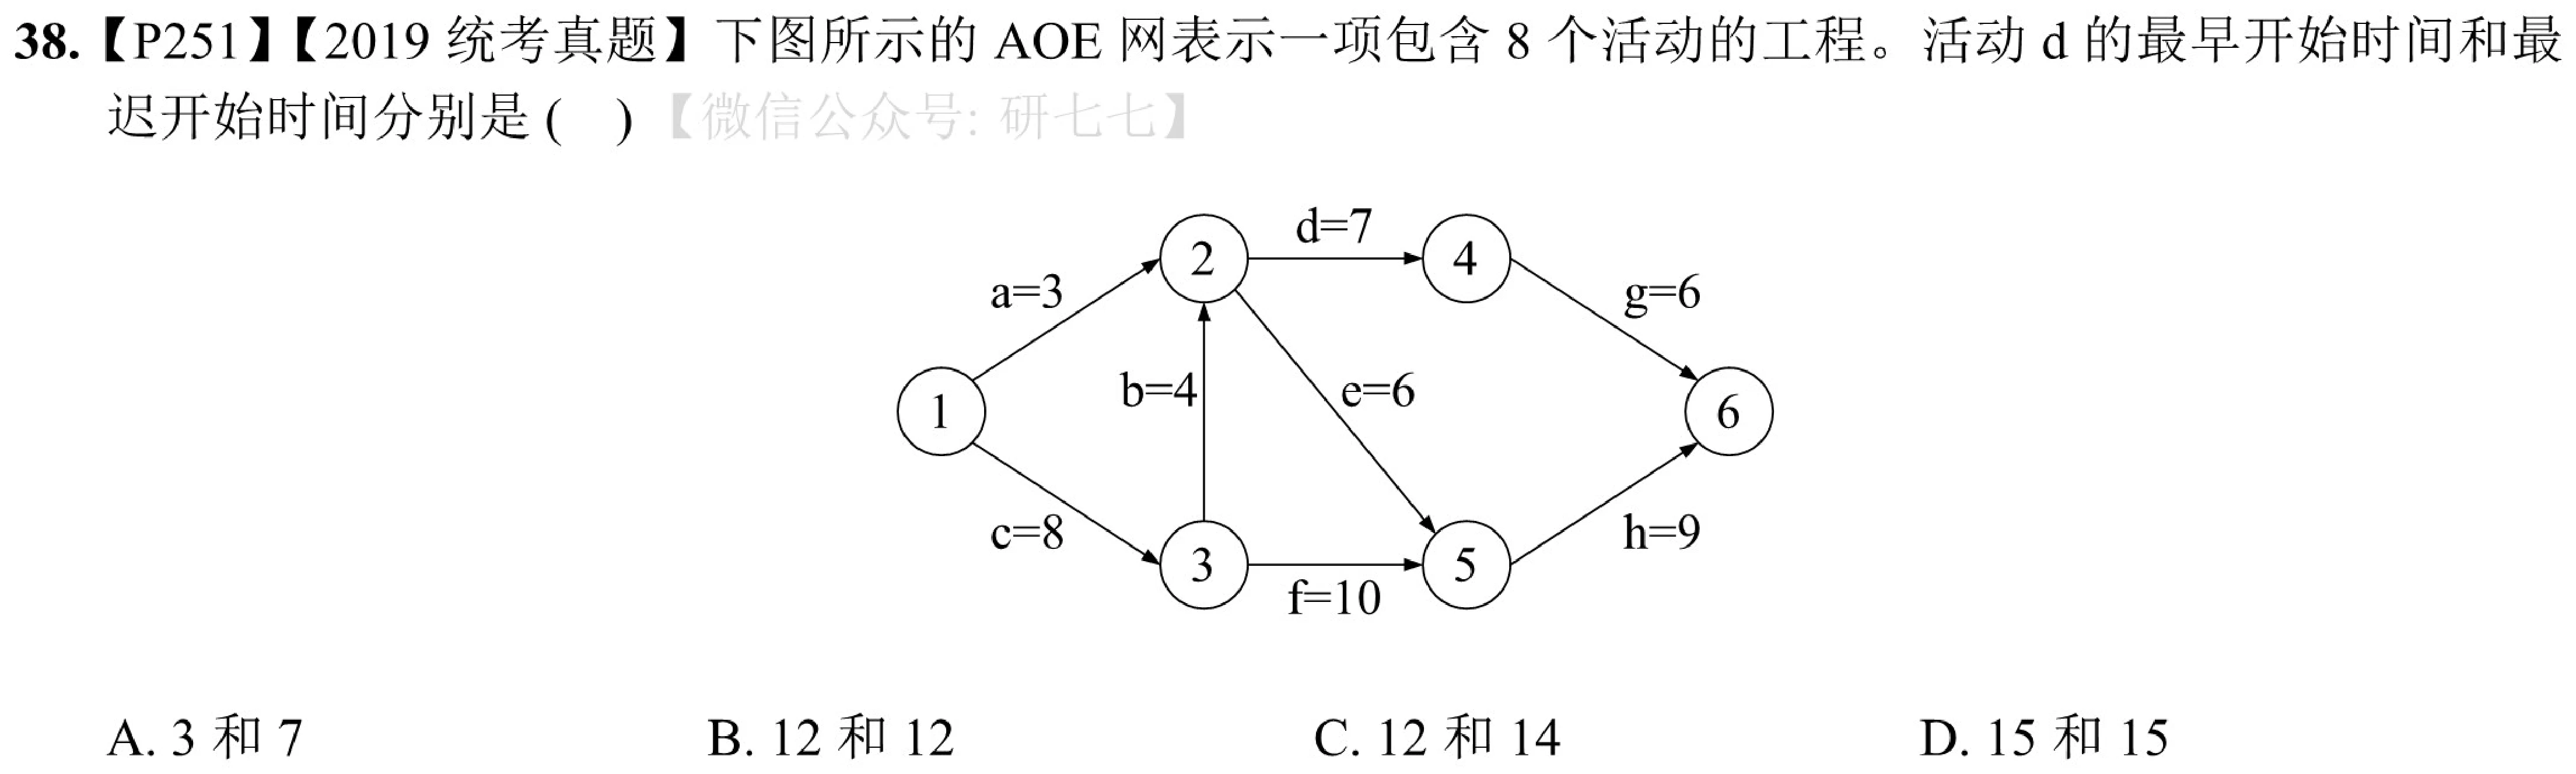 38.【P251】【2019 统考真题】下图所示的 AOE 网表示一项包含 8 个活动的工程。活动 d 的最早开始时间和最
迟开始时间分别是 ( )【微信公众号: 研七七】
d=7
2
4
a=3
g=6
b=4
e=6
1
6
c=8
h=9
3
5
f=10
A. 3 和 7
B. 12 和 12
C. 12 和 14
D. 15 和 15